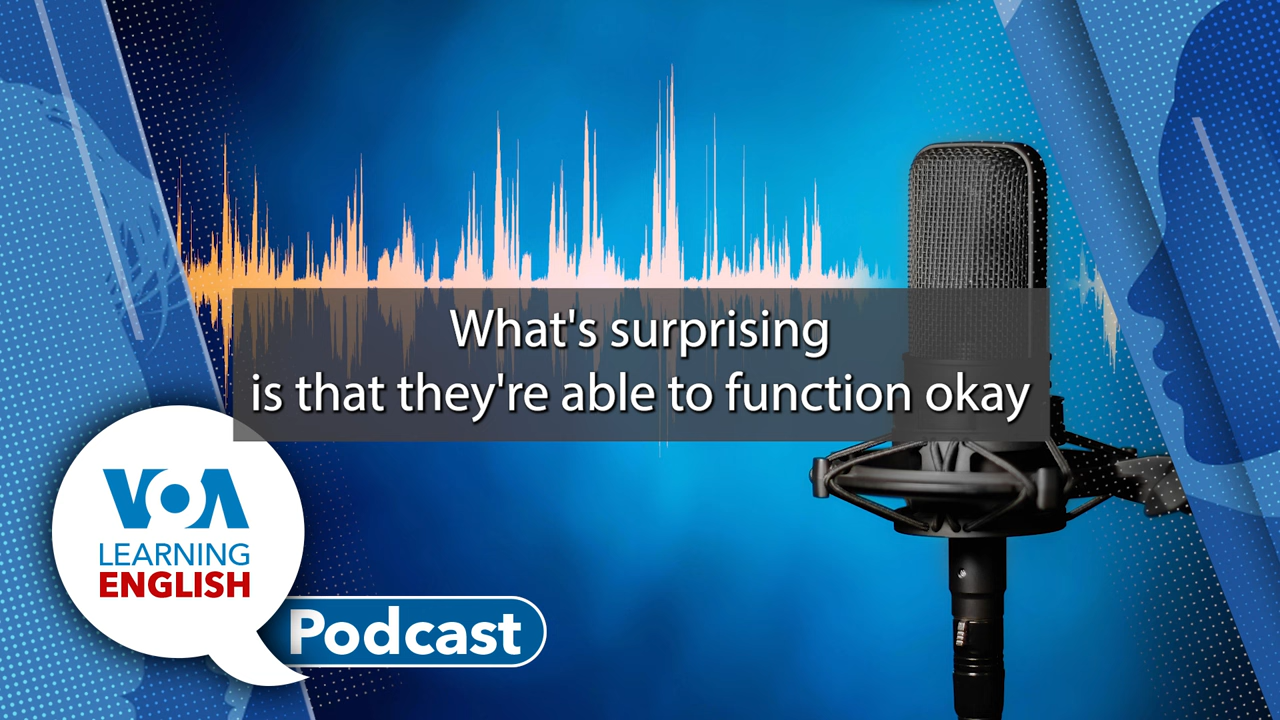 What's surprising
is that they're able to function okay
VOA
LEARNING
ENGLISH
Podcast